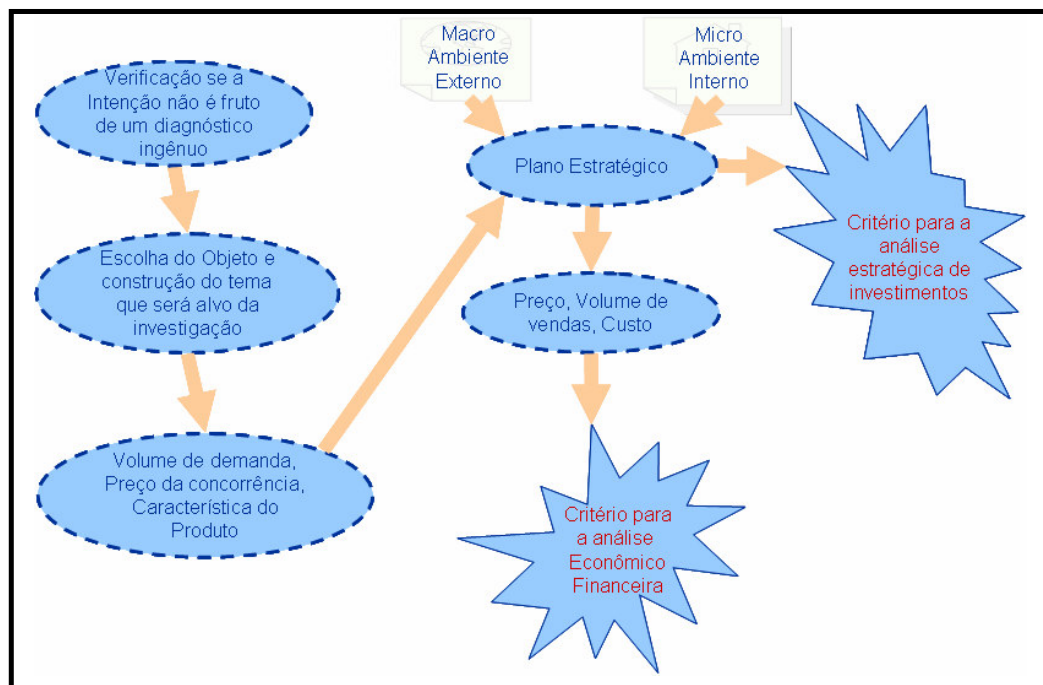 Verificação se a
Intenção não é fruto
de um diagnóstico
ingênuo
Escolha do Objeto e
construção do tema
que será alvo da
investigação
Volume de demanda,
Preço da concorrência,
Característica do
Produto
Macro
Ambiente
Externo
Micro
Ambiente
Interno
Plano Estratégico
Preço, Volume de
vendas, Custo
Critério para
a análise
Econômico
Financeira
Critério para a
análise
estratégica de
investimentos